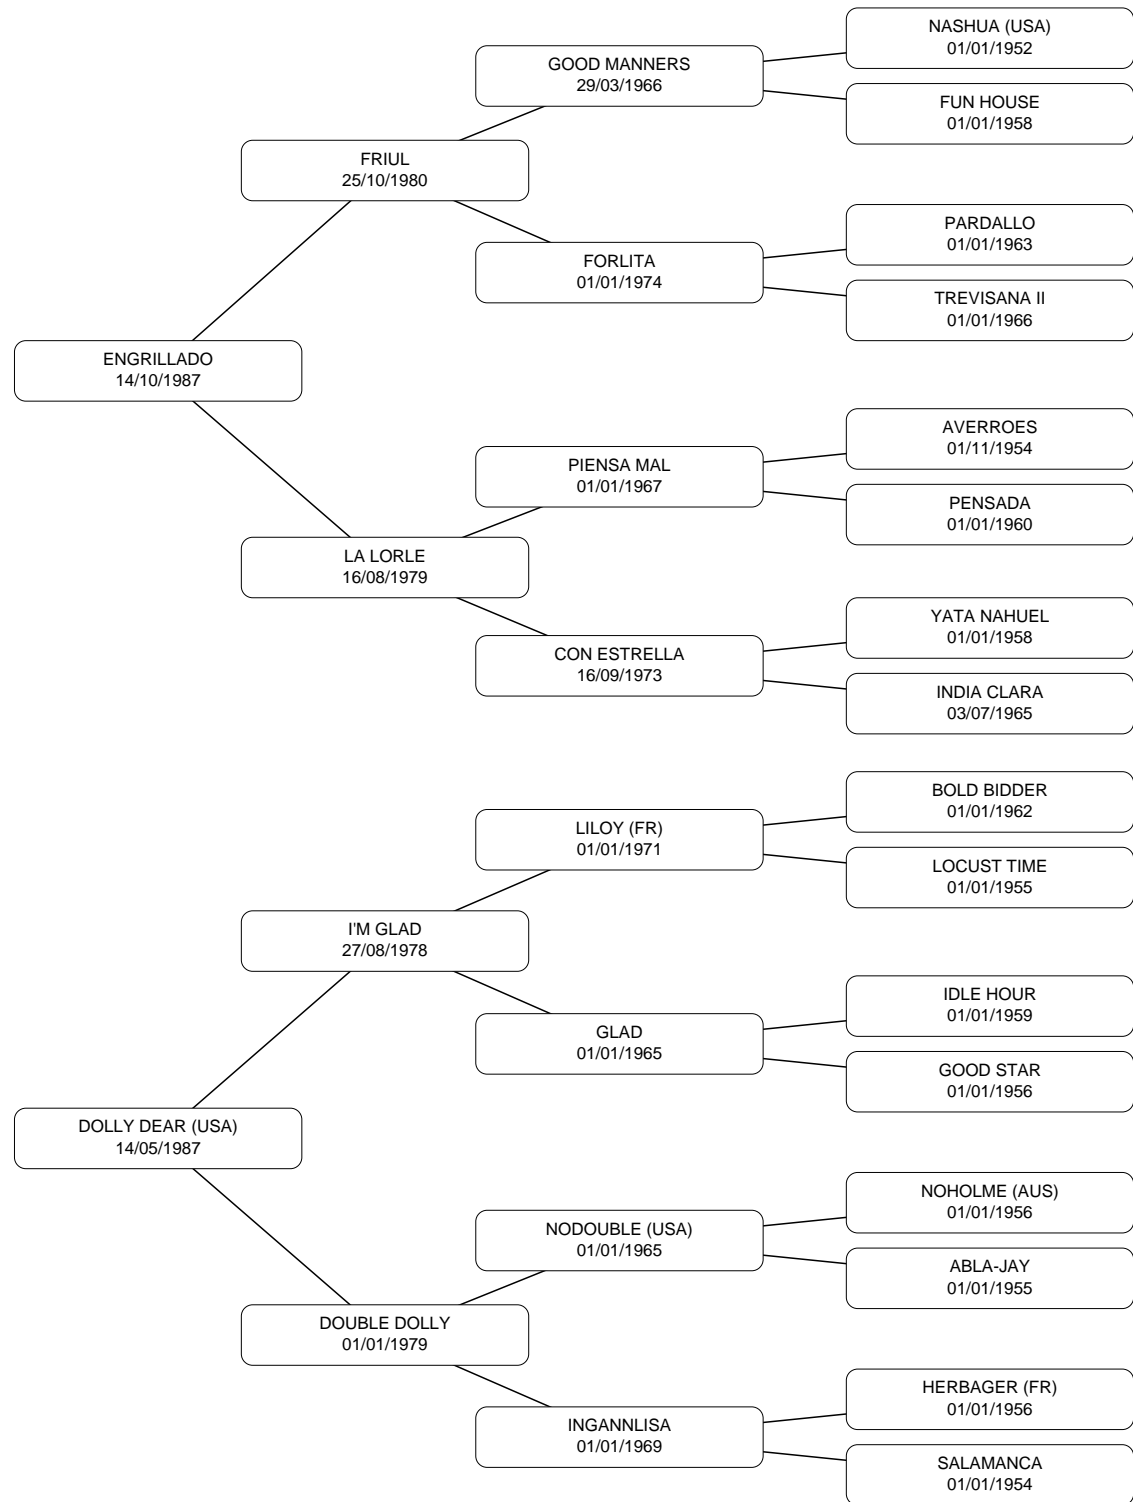 NASHUA (USA)
01/01/1952
GOOD MANNERS
29/03/1966
FUN HOUSE
01/01/1958
FRIUL
25/10/1980
PARDALLO
01/01/1963
FORLITA
01/01/1974
TREVISANA II
01/01/1966
ENGRILLADO
14/10/1987
AVERROES
01/11/1954
PIENSA MAL
01/01/1967
PENSADA
01/01/1960
LA LORLE
16/08/1979
YATA NAHUEL
01/01/1958
CON ESTRELLA
16/09/1973
INDIA CLARA
03/07/1965
BOLD BIDDER
01/01/1962
LILOY (FR)
01/01/1971
LOCUST TIME
01/01/1955
I'M GLAD
27/08/1978
IDLE HOUR
01/01/1959
GLAD
01/01/1965
GOOD STAR
01/01/1956
DOLLY DEAR (USA)
14/05/1987
NOHOLME (AUS)
01/01/1956
NODOUBLE (USA)
01/01/1965
ABLA-JAY
01/01/1955
DOUBLE DOLLY
01/01/1979
HERBAGER (FR)
01/01/1956
INGANNLISA
01/01/1969
SALAMANCA
01/01/1954